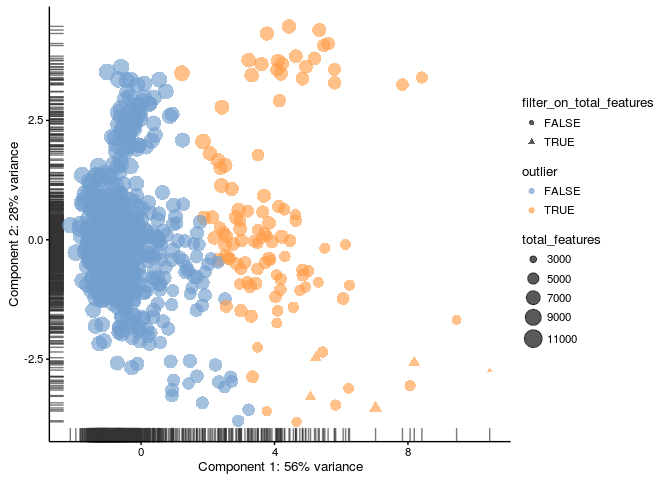 filter_on_total_features
FALSE
TRUE
outlier
FALSE
TRUE
total_features
3000
5000
7000
9000
11000
2.5
0.0
-2.5
Component 2: 28% variance
0
4
8
Component 1: 56% variance